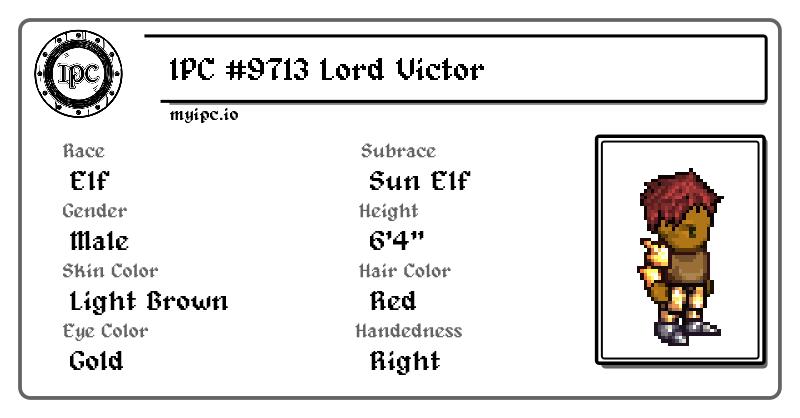 IPC
IPC #9713 Lord Victor
myipc.io
Race
Elf
Subrace
Sun Elf
Gender
Male
Height
6'4"
Skin Color
Light Brown
Hair Color
Red
Eye Color
Gold
Handedness
Right